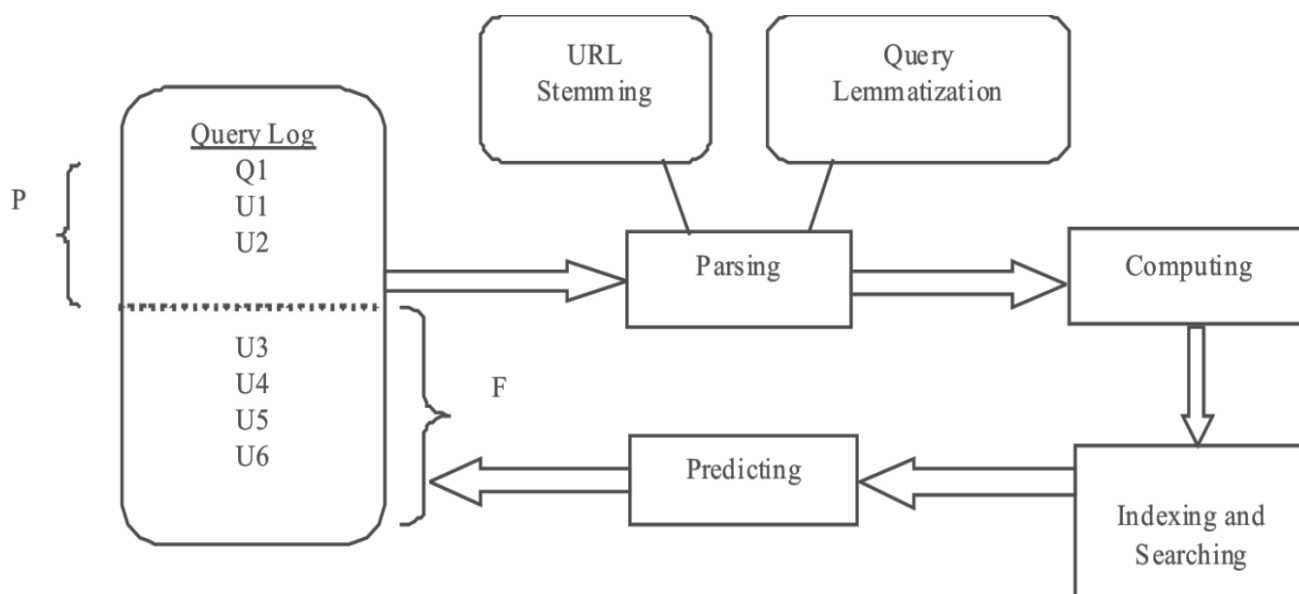 Query Log
Q1
U1
U2
U3
U4
U5
U6
P
F
URL
Stemming
Query
Lemmatization
Parsing
Computing
Indexing and
Searching
Predicting